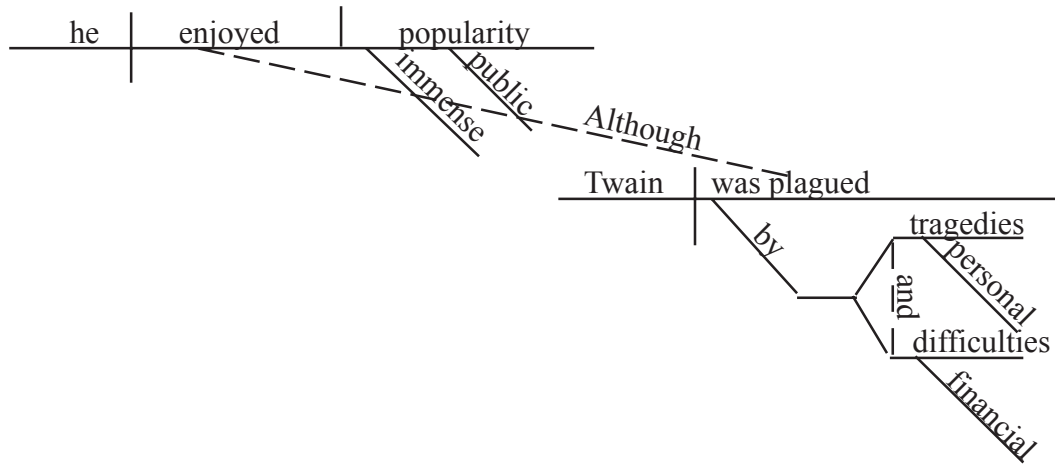 he enjoyed popularity
immense
public
Although
Twain was plagued
by
tragedies
personal
and
difficulties
financial